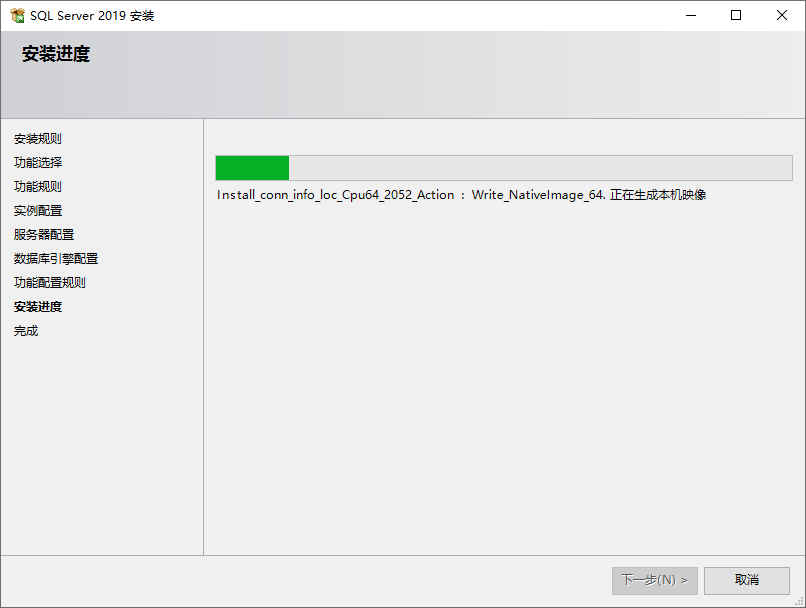 SQL Server 2019 安装
安装进度
安装规则
功能选择
功能规则
实例配置
服务器配置
数据库引擎配置
功能配置规则
安装进度
完成
Install_conn_info_loc_Cpu64_2052_Action : Write_NativeImage_64. 正在生成本机映像
下一步(N) >
取消